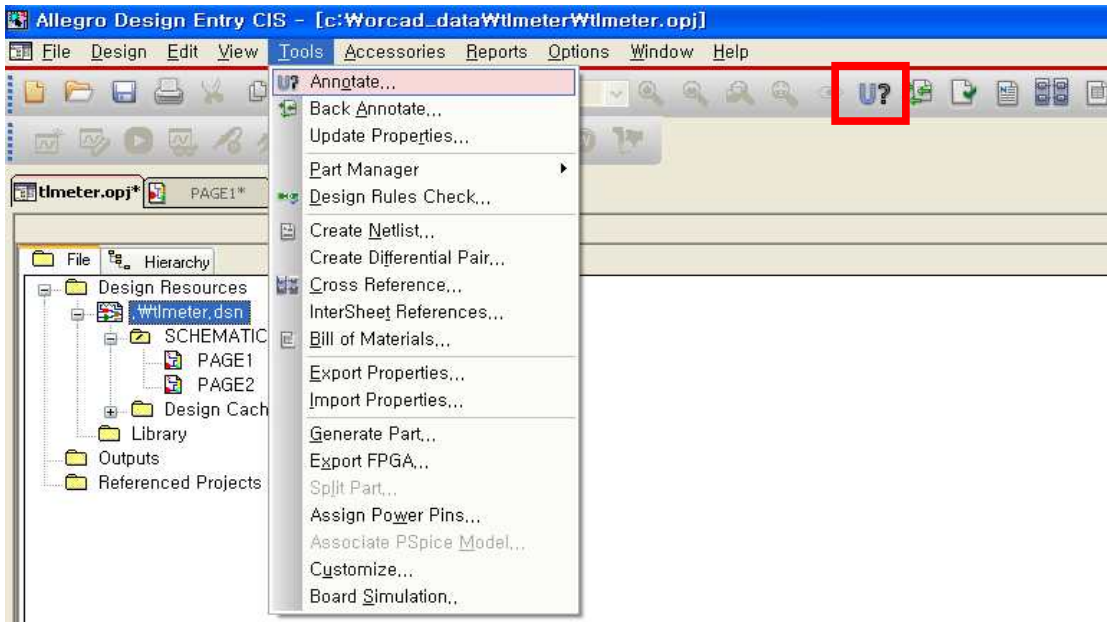 Allegro Design Entry CIS - [c:₩orcad_data₩tlmeter₩tlmeter.opj]
File Design Edit View Tools Accessories Reports Options Window Help
U?
U? Annotate...
Back Annotate...
Update Properties...
Part Manager
Design Rules Check...
Create Netlist...
Create Differential Pair...
Cross Reference...
InterSheet References...
Bill of Materials...
Export Properties...
Import Properties...
Generate Part...
Export FPGA...
Split Part...
Assign Power Pins...
Associate PSpice Model...
Customize...
Board Simulation..
tlmeter.opj* PAGE1*
File Hierarchy
Design Resources
.₩tlmeter.dsn
SCHEMATIC
PAGE1
PAGE2
Design Cach
Library
Outputs
Referenced Projects